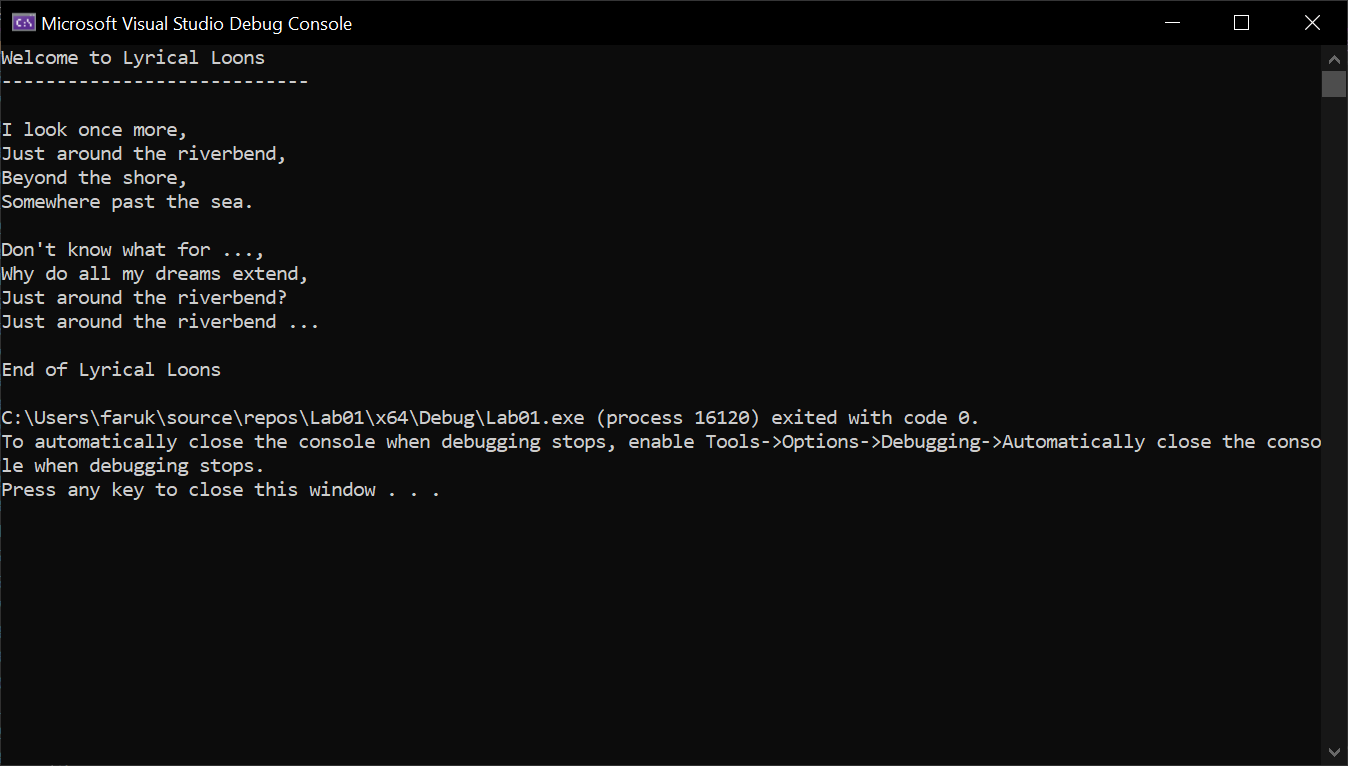 Microsoft Visual Studio Debug Console
Welcome to Lyrical Loons
----------------------------
I look once more,
Just around the riverbend,
Beyond the shore,
Somewhere past the sea.
Don't know what for ...,
Why do all my dreams extend,
Just around the riverbend?
Just around the riverbend ...
End of Lyrical Loons
C:\Users\faruk\source\repos\Lab01\x64\Debug\Lab01.exe (process 16120) exited with code 0.
To automatically close the console when debugging stops, enable Tools->Options->Debugging->Automatically close the conso
le when debugging stops.
Press any key to close this window . . .